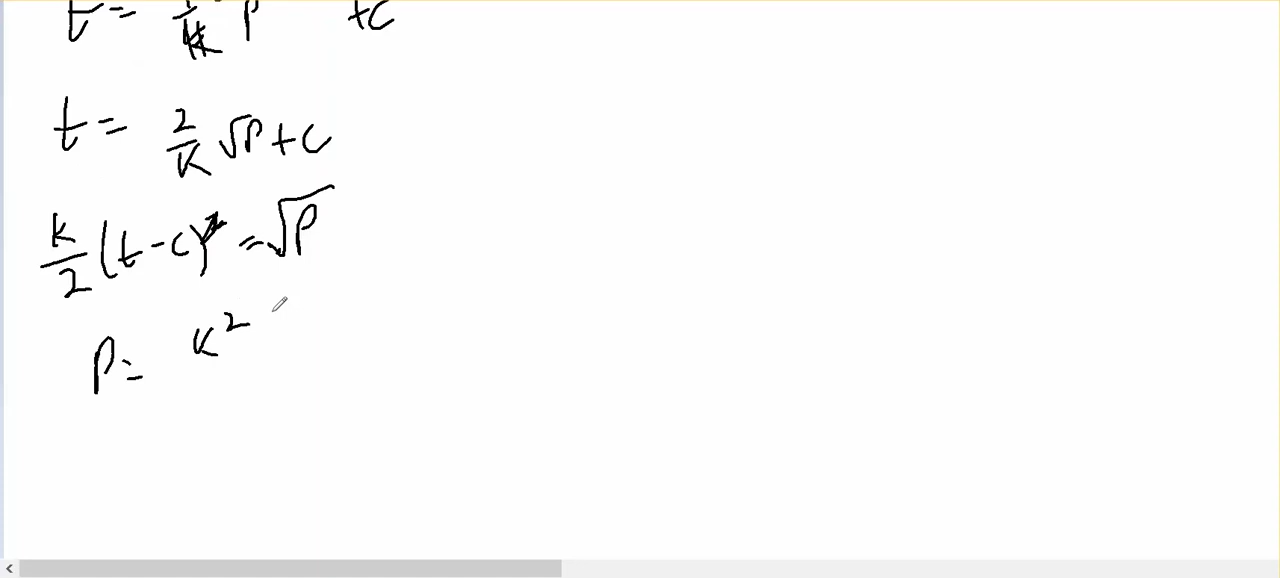 t = P +C
t = 2/K √P + C
k/2 (t - c) = √P
P = K²